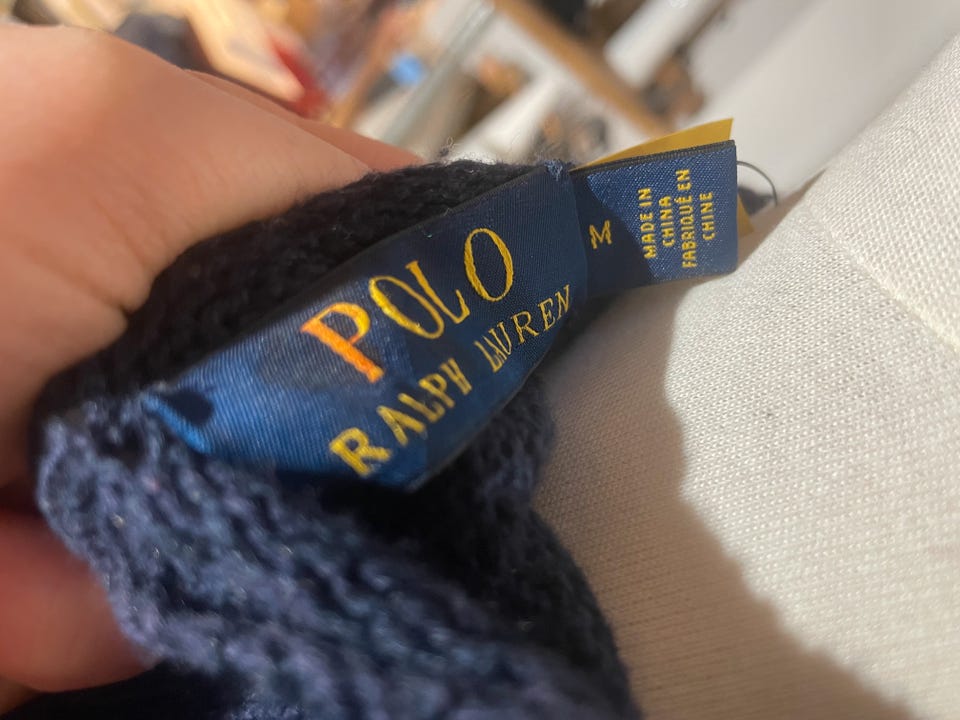 POLO
RALPH LAUREN
M
MADE IN
CHINA
FABRIQUÉ EN
CHINE